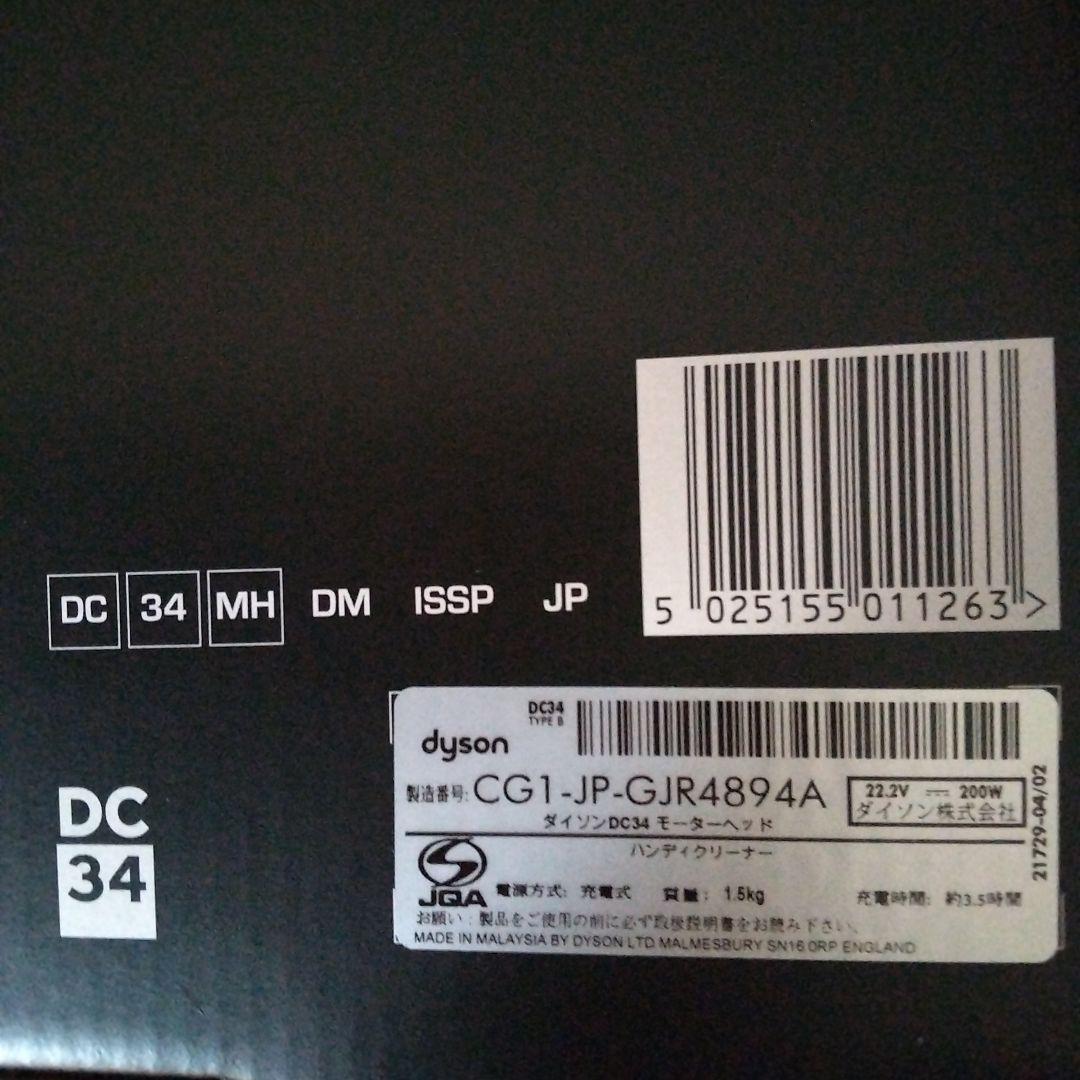 5 025155 011263 >
DC 34 MH DM ISSP JP
DC34
TYPE B
dyson
製造番号: CG1-JP-GJR4894A
22.2V ⎓ 200W
ダイソン株式会社
ダイソンDC34 モーターヘッド
ハンディクリーナー
JQA
電源方式: 充電式 質量: 1.5kg 充電時間: 約3.5時間
お願い: 製品をご使用の前に必ず取扱説明書をお読み下さい。
MADE IN MALAYSIA BY DYSON LTD MALMESBURY SN16 0RP ENGLAND
21729-04/02
DC
34